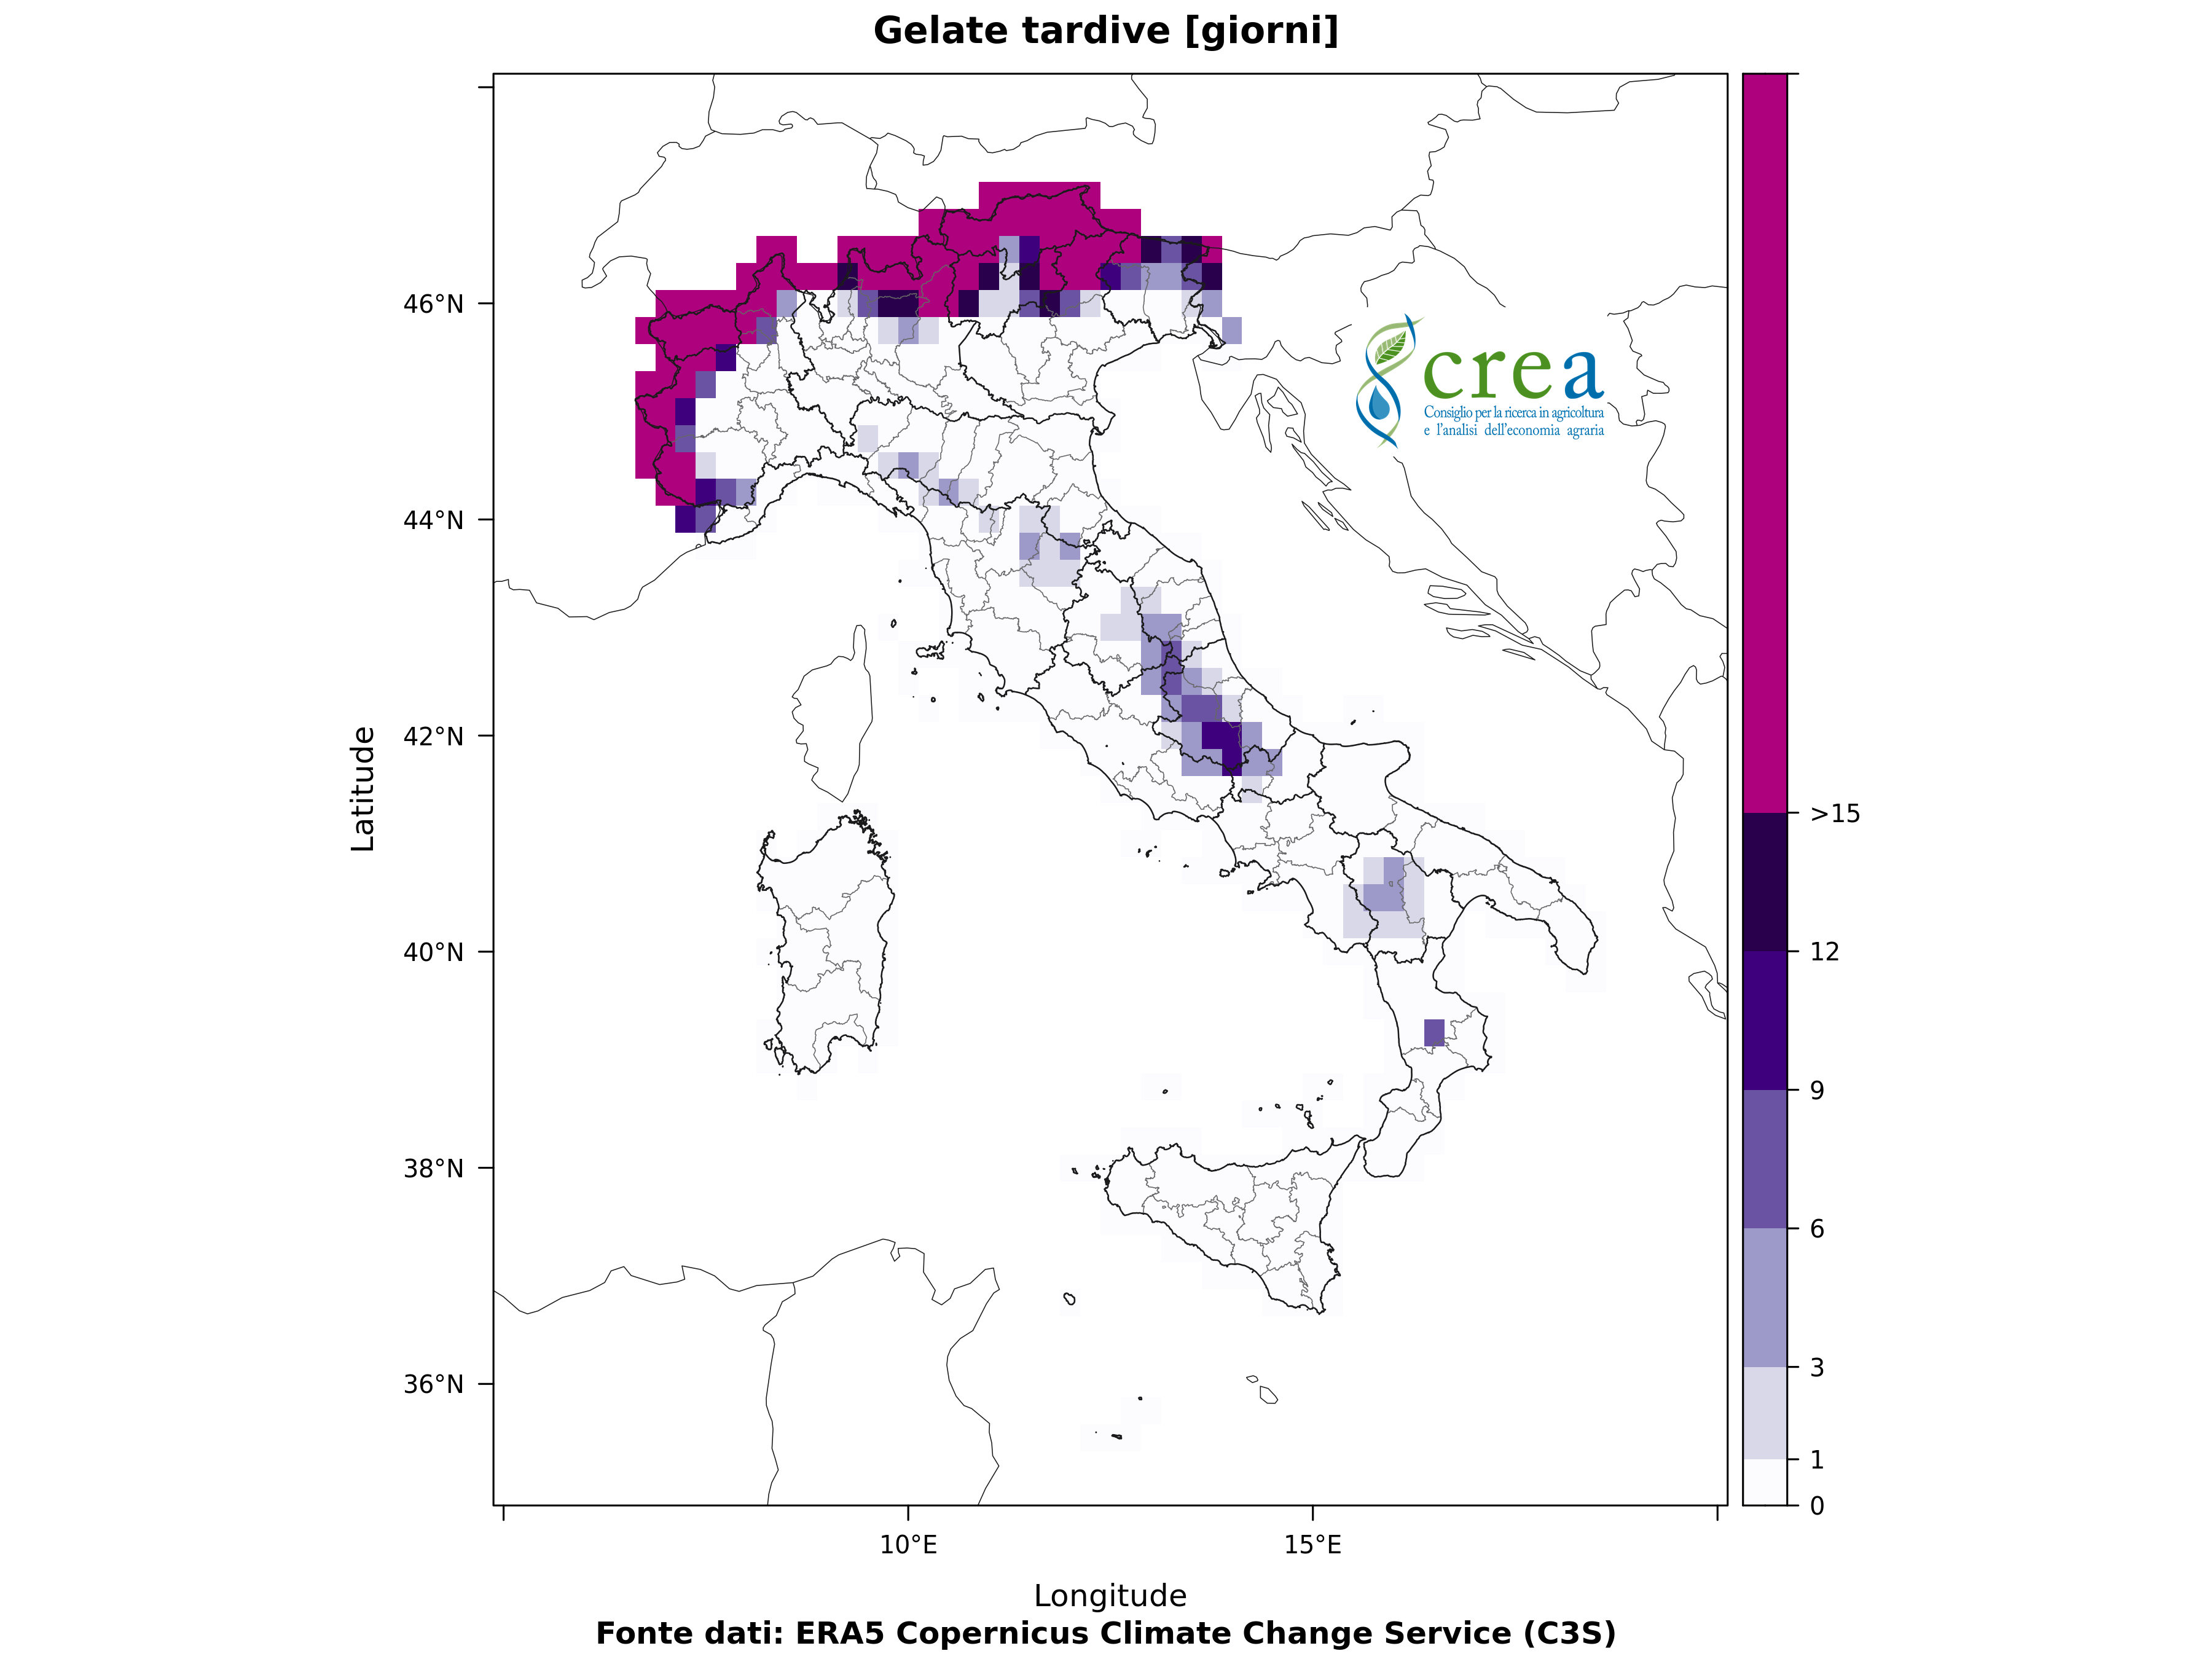 Gelate tardive [giorni]
46°N
44°N
42°N
40°N
38°N
36°N
Latitude
crea
Consiglio per la ricerca in agricoltura
e l'analisi dell'economia agraria
>15
12
9
6
3
1
0
10°E
15°E
Longitude
Fonte dati: ERA5 Copernicus Climate Change Service (C3S)